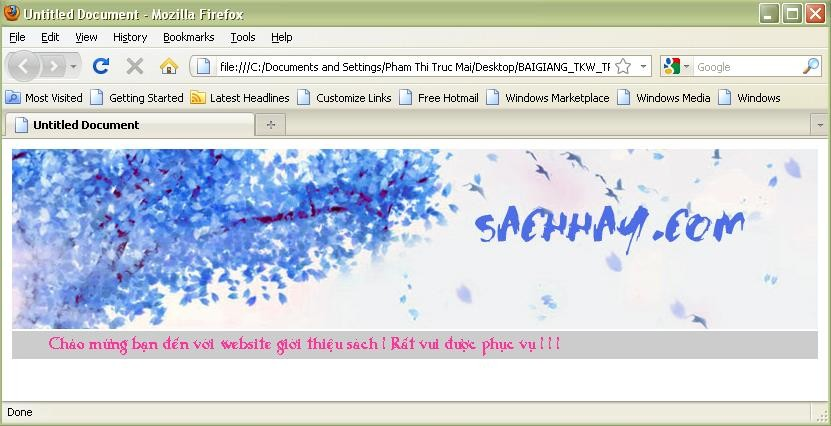 Untitled Document - Mozilla Firefox
File Edit View History Bookmarks Tools Help
file:///C:/Documents and Settings/Pham Thi Truc Mai/Desktop/BAIGIANG_TKW_TF Google
Most Visited Getting Started Latest Headlines Customize Links Free Hotmail Windows Marketplace Windows Media Windows
Untitled Document
SACHHAY.COM
Chào mừng bạn đến với website giới thiệu sách ! Rất vui được phục vụ ! ! !
Done